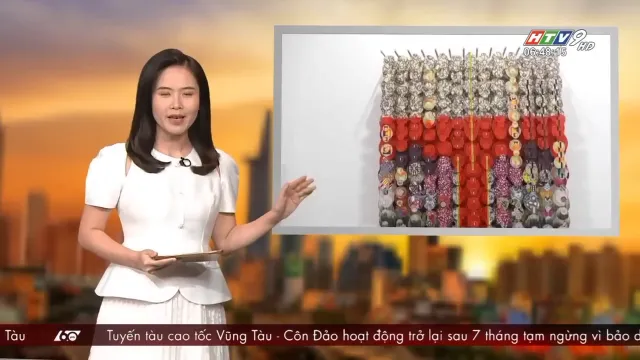 HTV9 HD
06:48:15
Tàu
Tuyến tàu cao tốc Vũng Tàu - Côn Đảo hoạt động trở lại sau 7 tháng tạm ngừng vì bảo d